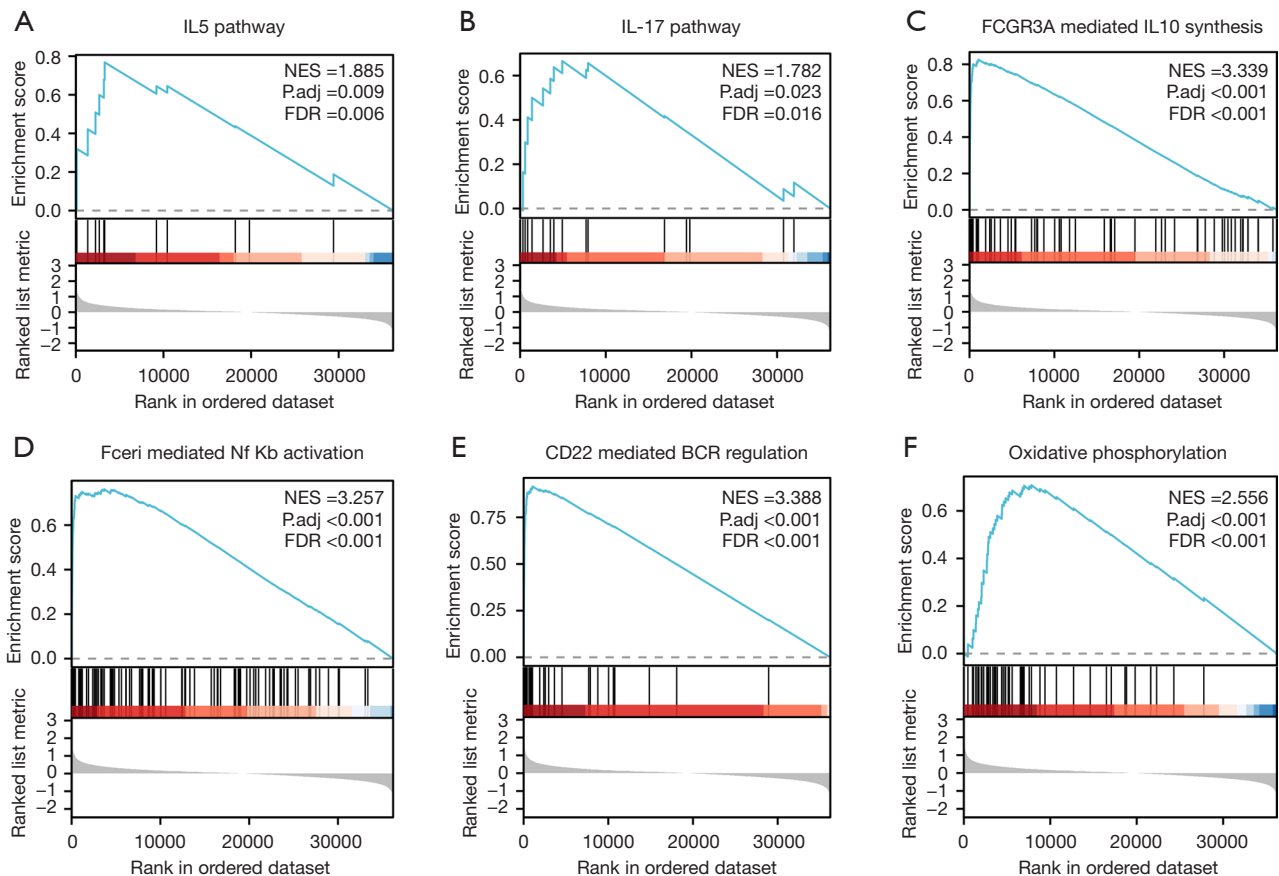 A
IL5 pathway
NES =1.885
P.adj =0.009
FDR =0.006
Enrichment score
0.8
0.6
0.4
0.2
0.0
Ranked list metric
3
2
1
0
−1
−2
0 10000 20000 30000
Rank in ordered dataset
B
IL-17 pathway
NES =1.782
P.adj =0.023
FDR =0.016
Enrichment score
0.6
0.4
0.2
0.0
Ranked list metric
3
2
1
0
−1
−2
0 10000 20000 30000
Rank in ordered dataset
C
FCGR3A mediated IL10 synthesis
NES =3.339
P.adj <0.001
FDR <0.001
Enrichment score
0.8
0.6
0.4
0.2
0.0
Ranked list metric
3
2
1
0
−1
−2
0 10000 20000 30000
Rank in ordered dataset
D
Fceri mediated Nf Kb activation
NES =3.257
P.adj <0.001
FDR <0.001
Enrichment score
0.6
0.4
0.2
0.0
Ranked list metric
3
2
1
0
−1
−2
0 10000 20000 30000
Rank in ordered dataset
E
CD22 mediated BCR regulation
NES =3.388
P.adj <0.001
FDR <0.001
Enrichment score
0.75
0.50
0.25
0.00
Ranked list metric
3
2
1
0
−1
−2
0 10000 20000 30000
Rank in ordered dataset
F
Oxidative phosphorylation
NES =2.556
P.adj <0.001
FDR <0.001
Enrichment score
0.6
0.4
0.2
0.0
Ranked list metric
3
2
1
0
−1
−2
0 10000 20000 30000
Rank in ordered dataset